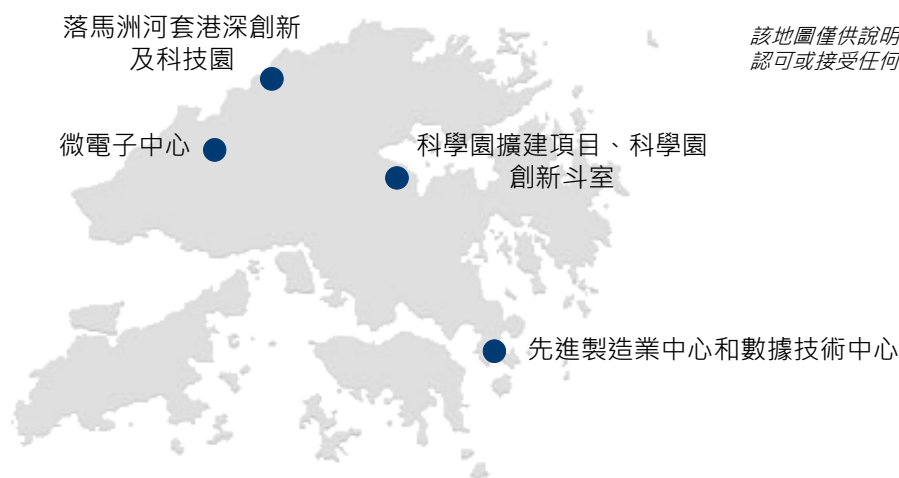 落馬洲河套港深創新
及科技園
該地圖僅供說明
認可或接受任何
微電子中心
科學園擴建項目、科學園
創新斗室
先進製造業中心和數據技術中心